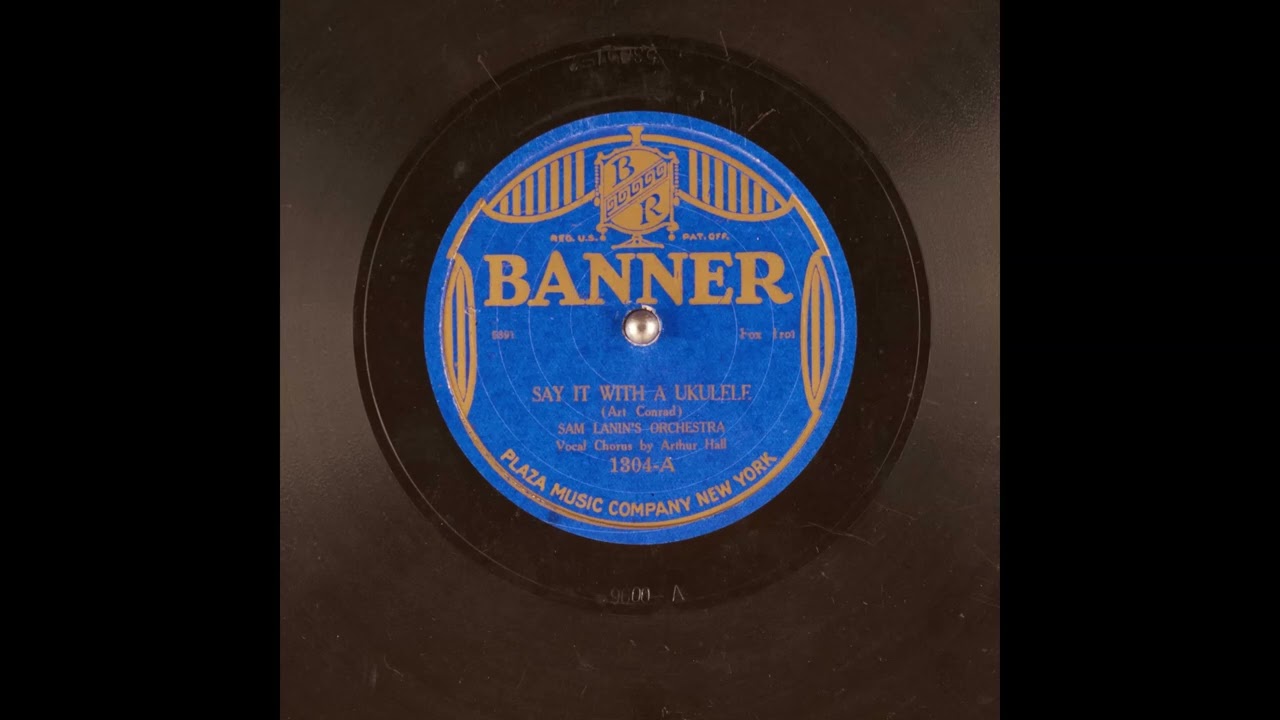 B
R
REG. U.S. PAT. OFF.
BANNER
Fox Trot
SAY IT WITH A UKULELE
(Art Conrad)
SAM LANIN'S ORCHESTRA
Vocal Chorus by Arthur Hall
1304-A
PLAZA MUSIC COMPANY NEW YORK